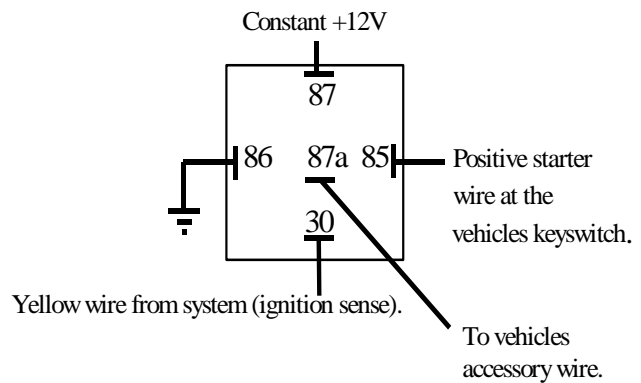 Constant +12V
87
86 87a 85
Positive starter
wire at the
vehicles keyswitch.
30
Yellow wire from system (ignition sense).
To vehicles
accessory wire.